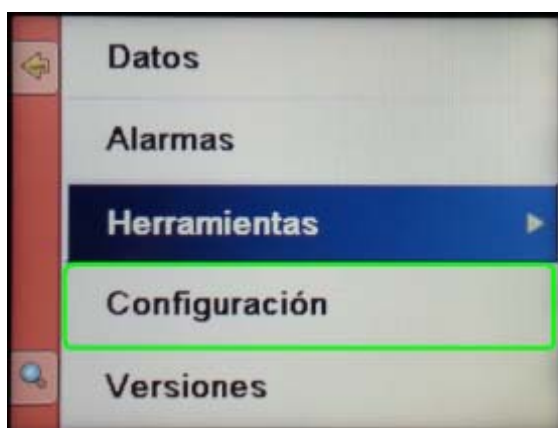 Datos
Alarmas
Herramientas
Configuración
Versiones